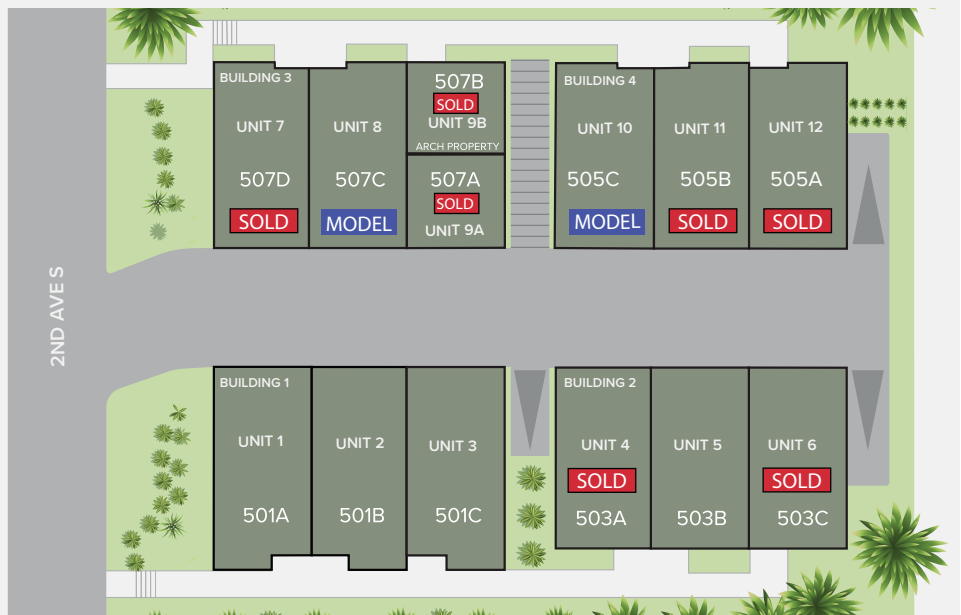 2ND AVE S
BUILDING 3
UNIT 7
507D
SOLD
UNIT 8
507C
MODEL
507B
SOLD
UNIT 9B
ARCH PROPERTY
507A
SOLD
UNIT 9A
BUILDING 4
UNIT 10
505C
MODEL
UNIT 11
505B
SOLD
UNIT 12
505A
SOLD
BUILDING 1
UNIT 1
501A
UNIT 2
501B
UNIT 3
501C
BUILDING 2
UNIT 4
SOLD
503A
UNIT 5
503B
UNIT 6
SOLD
503C